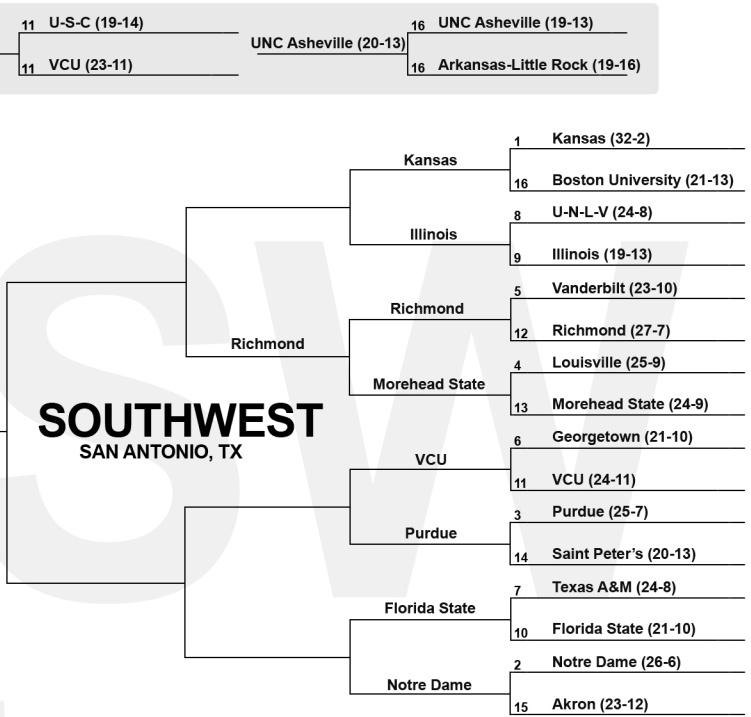 11 U-S-C (19-14)
11 VCU (23-11)
UNC Asheville (20-13)
16 UNC Asheville (19-13)
16 Arkansas-Little Rock (19-16)
SW
SOUTHWEST
SAN ANTONIO, TX
1 Kansas (32-2)
Kansas
16 Boston University (21-13)
8 U-N-L-V (24-8)
Illinois
9 Illinois (19-13)
5 Vanderbilt (23-10)
Richmond
12 Richmond (27-7)
Richmond
4 Louisville (25-9)
Morehead State
13 Morehead State (24-9)
6 Georgetown (21-10)
VCU
11 VCU (24-11)
3 Purdue (25-7)
Purdue
14 Saint Peter’s (20-13)
7 Texas A&M (24-8)
Florida State
10 Florida State (21-10)
2 Notre Dame (26-6)
Notre Dame
15 Akron (23-12)